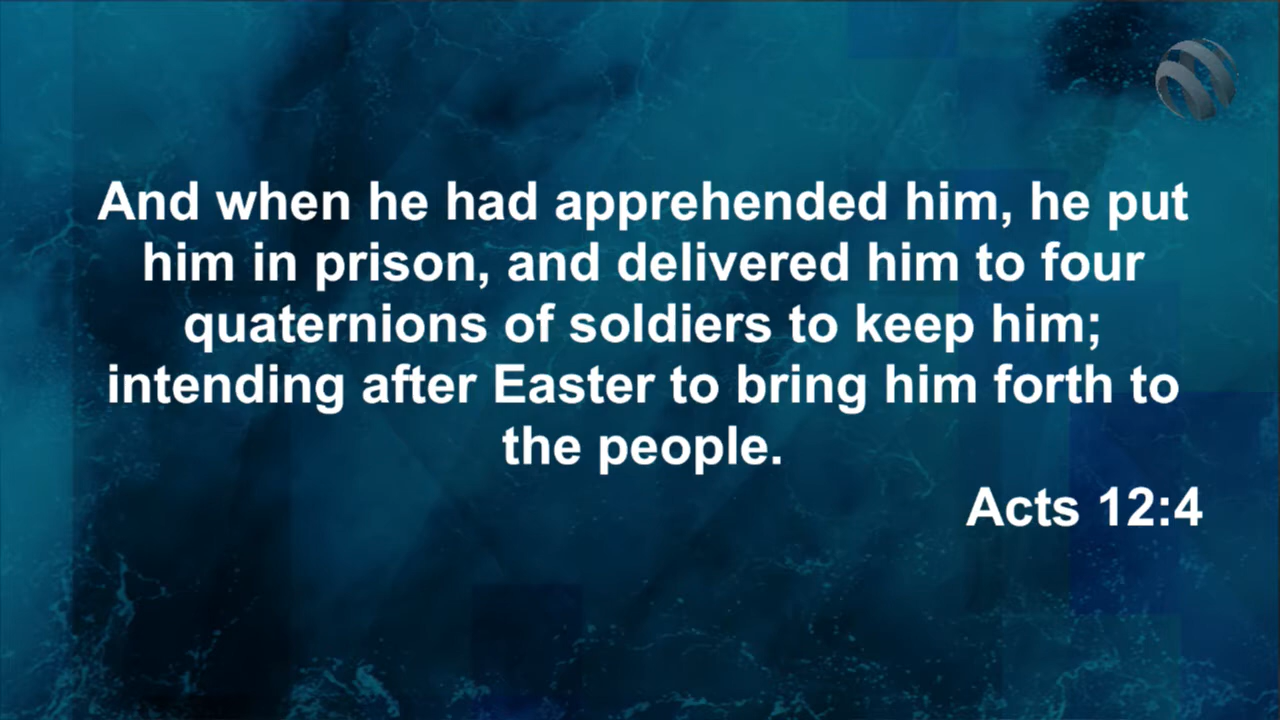 And when he had apprehended him, he put
him in prison, and delivered him to four
quaternions of soldiers to keep him;
intending after Easter to bring him forth to
the people.
Acts 12:4